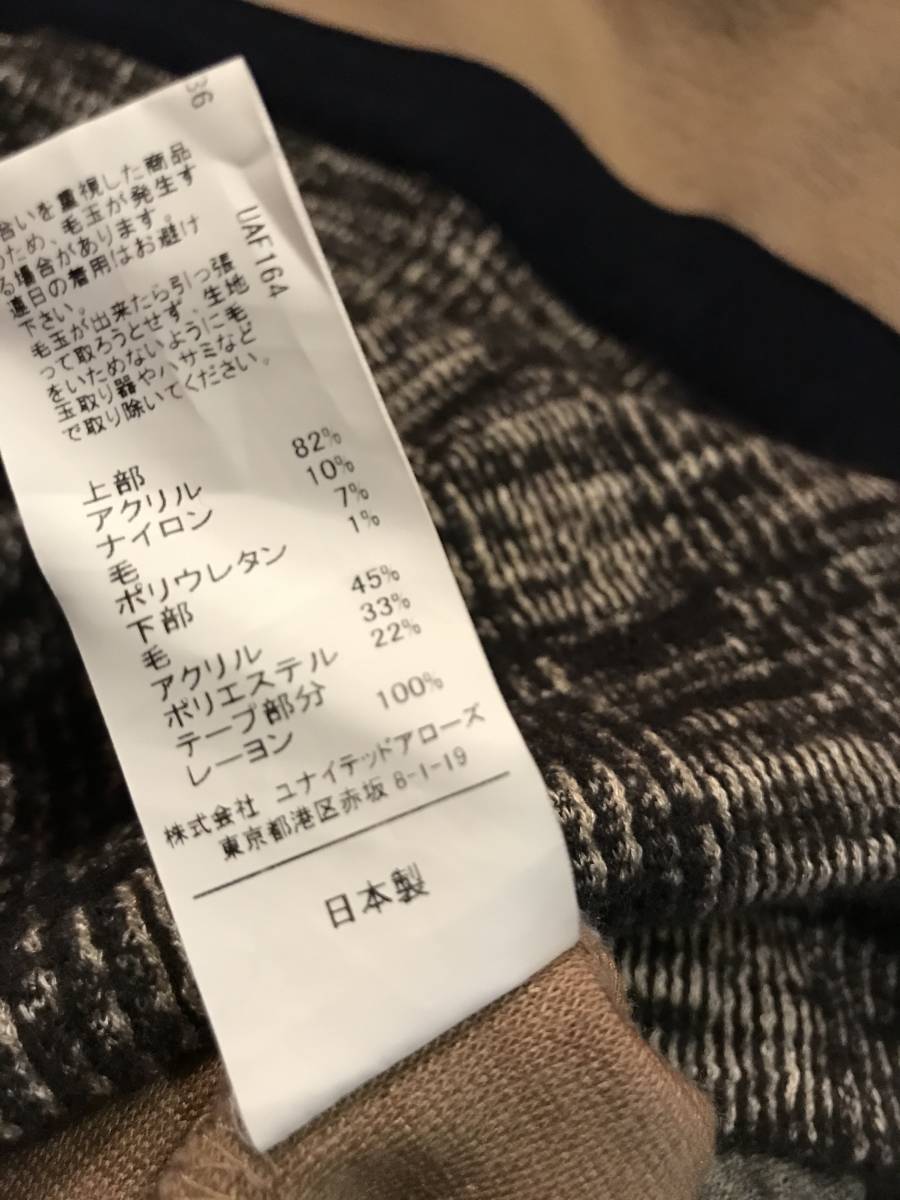 36
合いを重視した商品
のため、毛玉が発生す
る場合があります。
連日の着用はお避け
下さい。
毛玉が出来たら引っ張
って取ろうとせず、生地
をいためないように毛
玉取り器やハサミなど
で取り除いてください。
UAF164
上部
アクリル 82%
ナイロン 10%
毛 7%
ポリウレタン 1%
下部
毛 45%
アクリル 33%
ポリエステル 22%
テープ部分
レーヨン 100%
株式会社 ユナイテッドアローズ
東京都港区赤坂 8-1-19
日本製